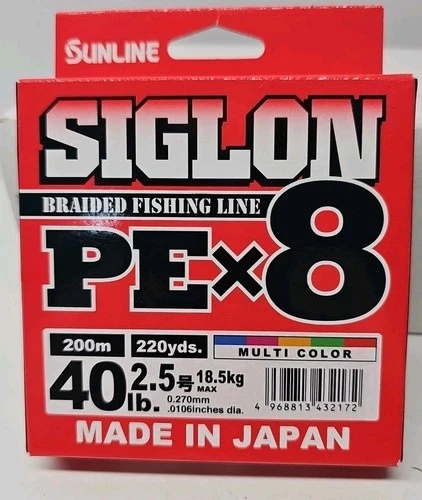 SUNLINE
SIGLON
BRAIDED FISHING LINE
PE×8
200m 220yds. MULTI COLOR
40lb. 2.5号 18.5kg MAX
0.270mm
.0106inches dia.
4 968813 432172
MADE IN JAPAN